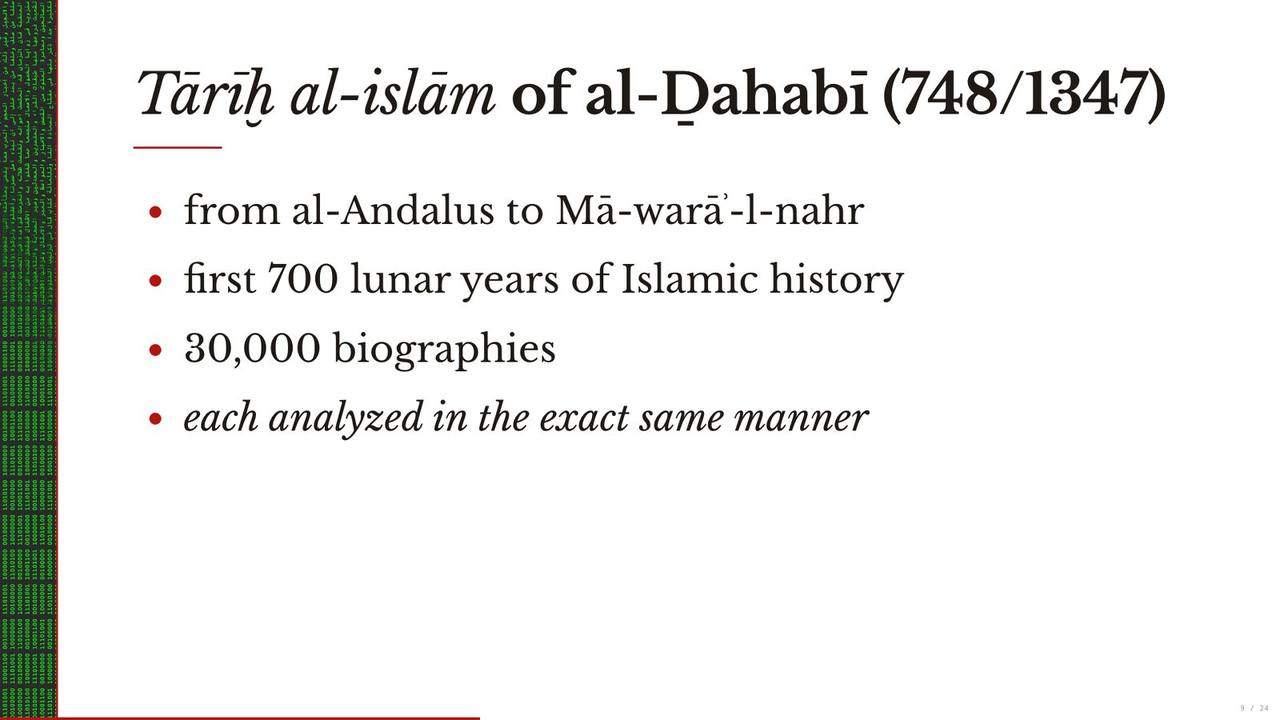 Tārīḫ al-islām of al-Ḏahabī (748/1347)
• from al-Andalus to Mā-warāʾ-l-nahr
• first 700 lunar years of Islamic history
• 30,000 biographies
• each analyzed in the exact same manner
9 / 24